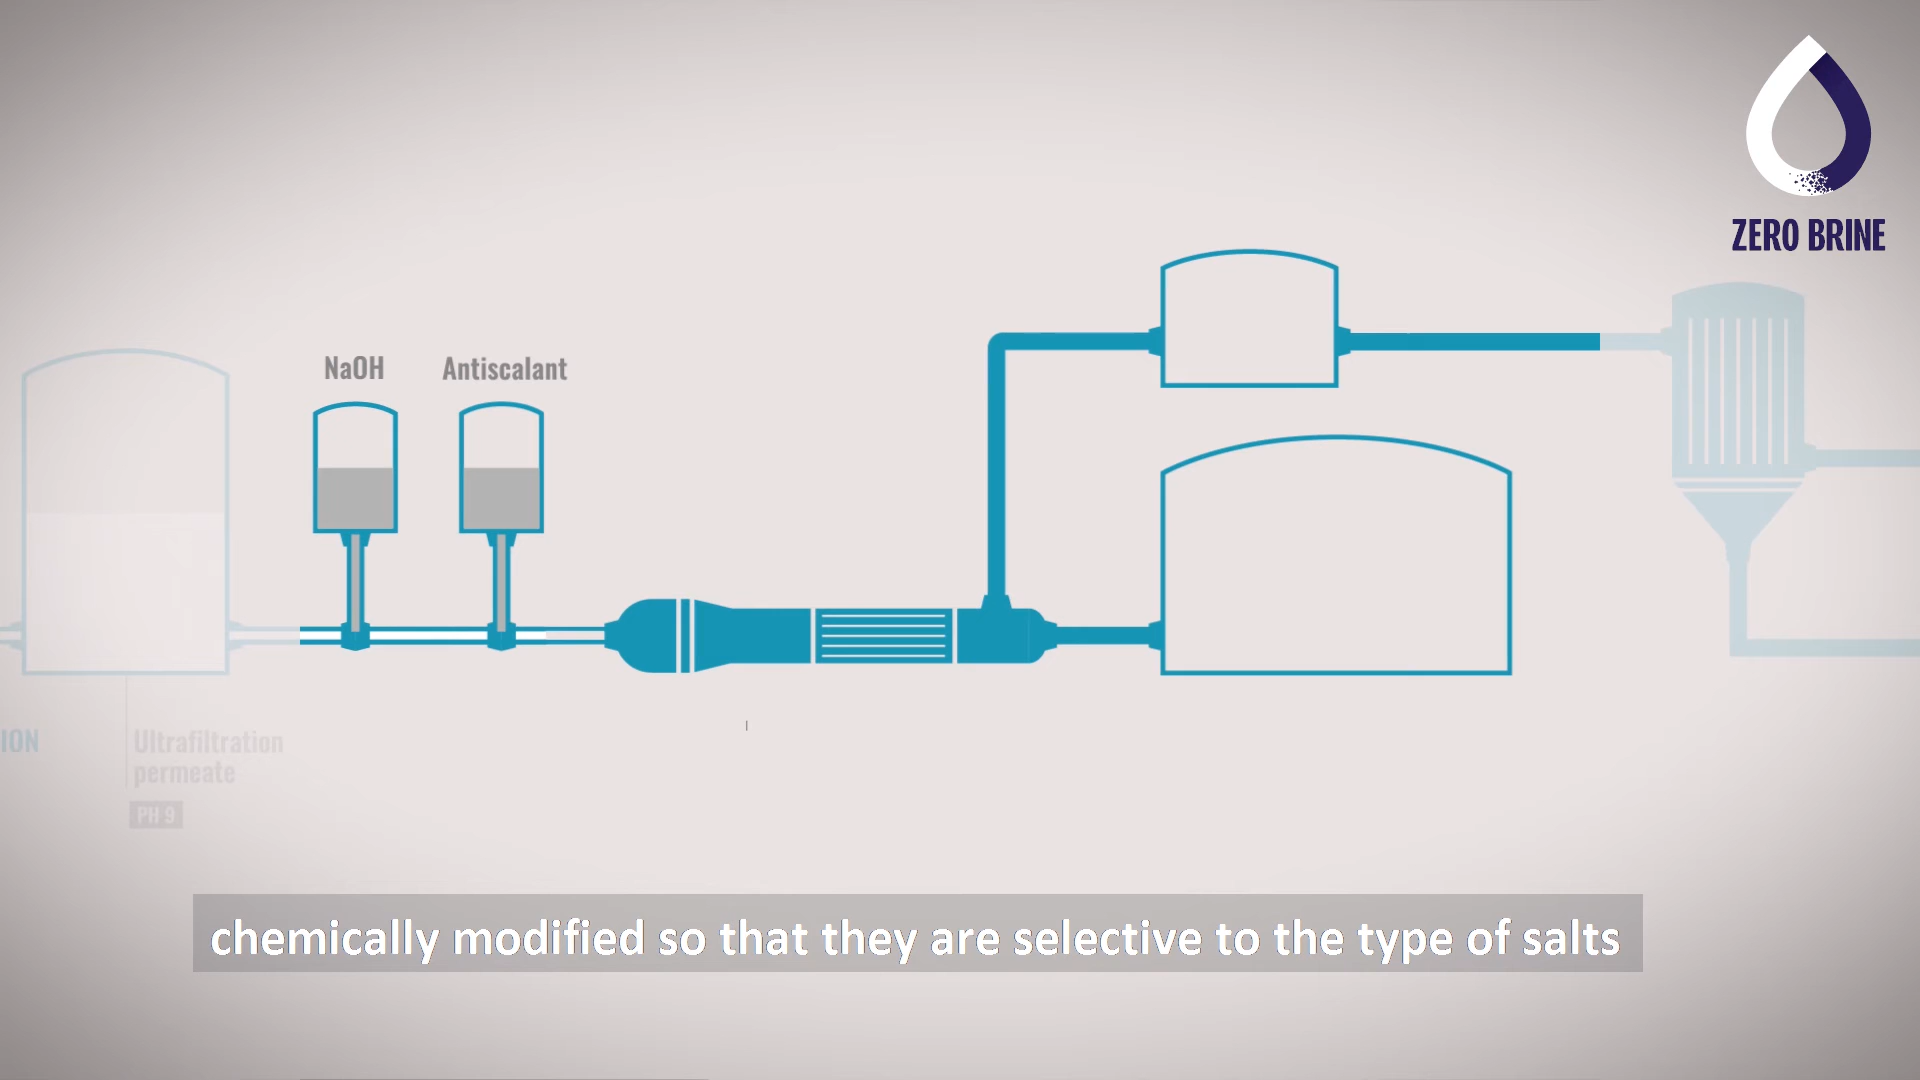 ZERO BRINE
NaOH
Antiscalant
ION
Ultrafiltration
permeate
PH 9
chemically modified so that they are selective to the type of salts